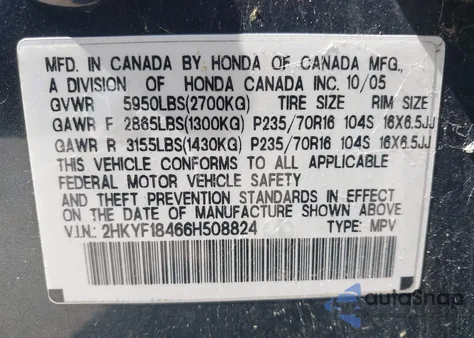 MFD. IN CANADA BY HONDA OF CANADA MFG.,
A DIVISION OF HONDA CANADA INC. 10/05
GVWR 5950LBS(2700KG) TIRE SIZE RIM SIZE
GAWR F 2865LBS(1300KG) P235/70R16 104S 16X6.5JJ
GAWR R 3155LBS(1430KG) P235/70R16 104S 16X6.5JJ
THIS VEHICLE CONFORMS TO ALL APPLICABLE
FEDERAL MOTOR VEHICLE SAFETY
AND THEFT PREVENTION STANDARDS IN EFFECT
ON THE DATE OF MANUFACTURE SHOWN ABOVE.
V.I.N.: 2HKYF18466H508824 TYPE: MPV
autoSnap